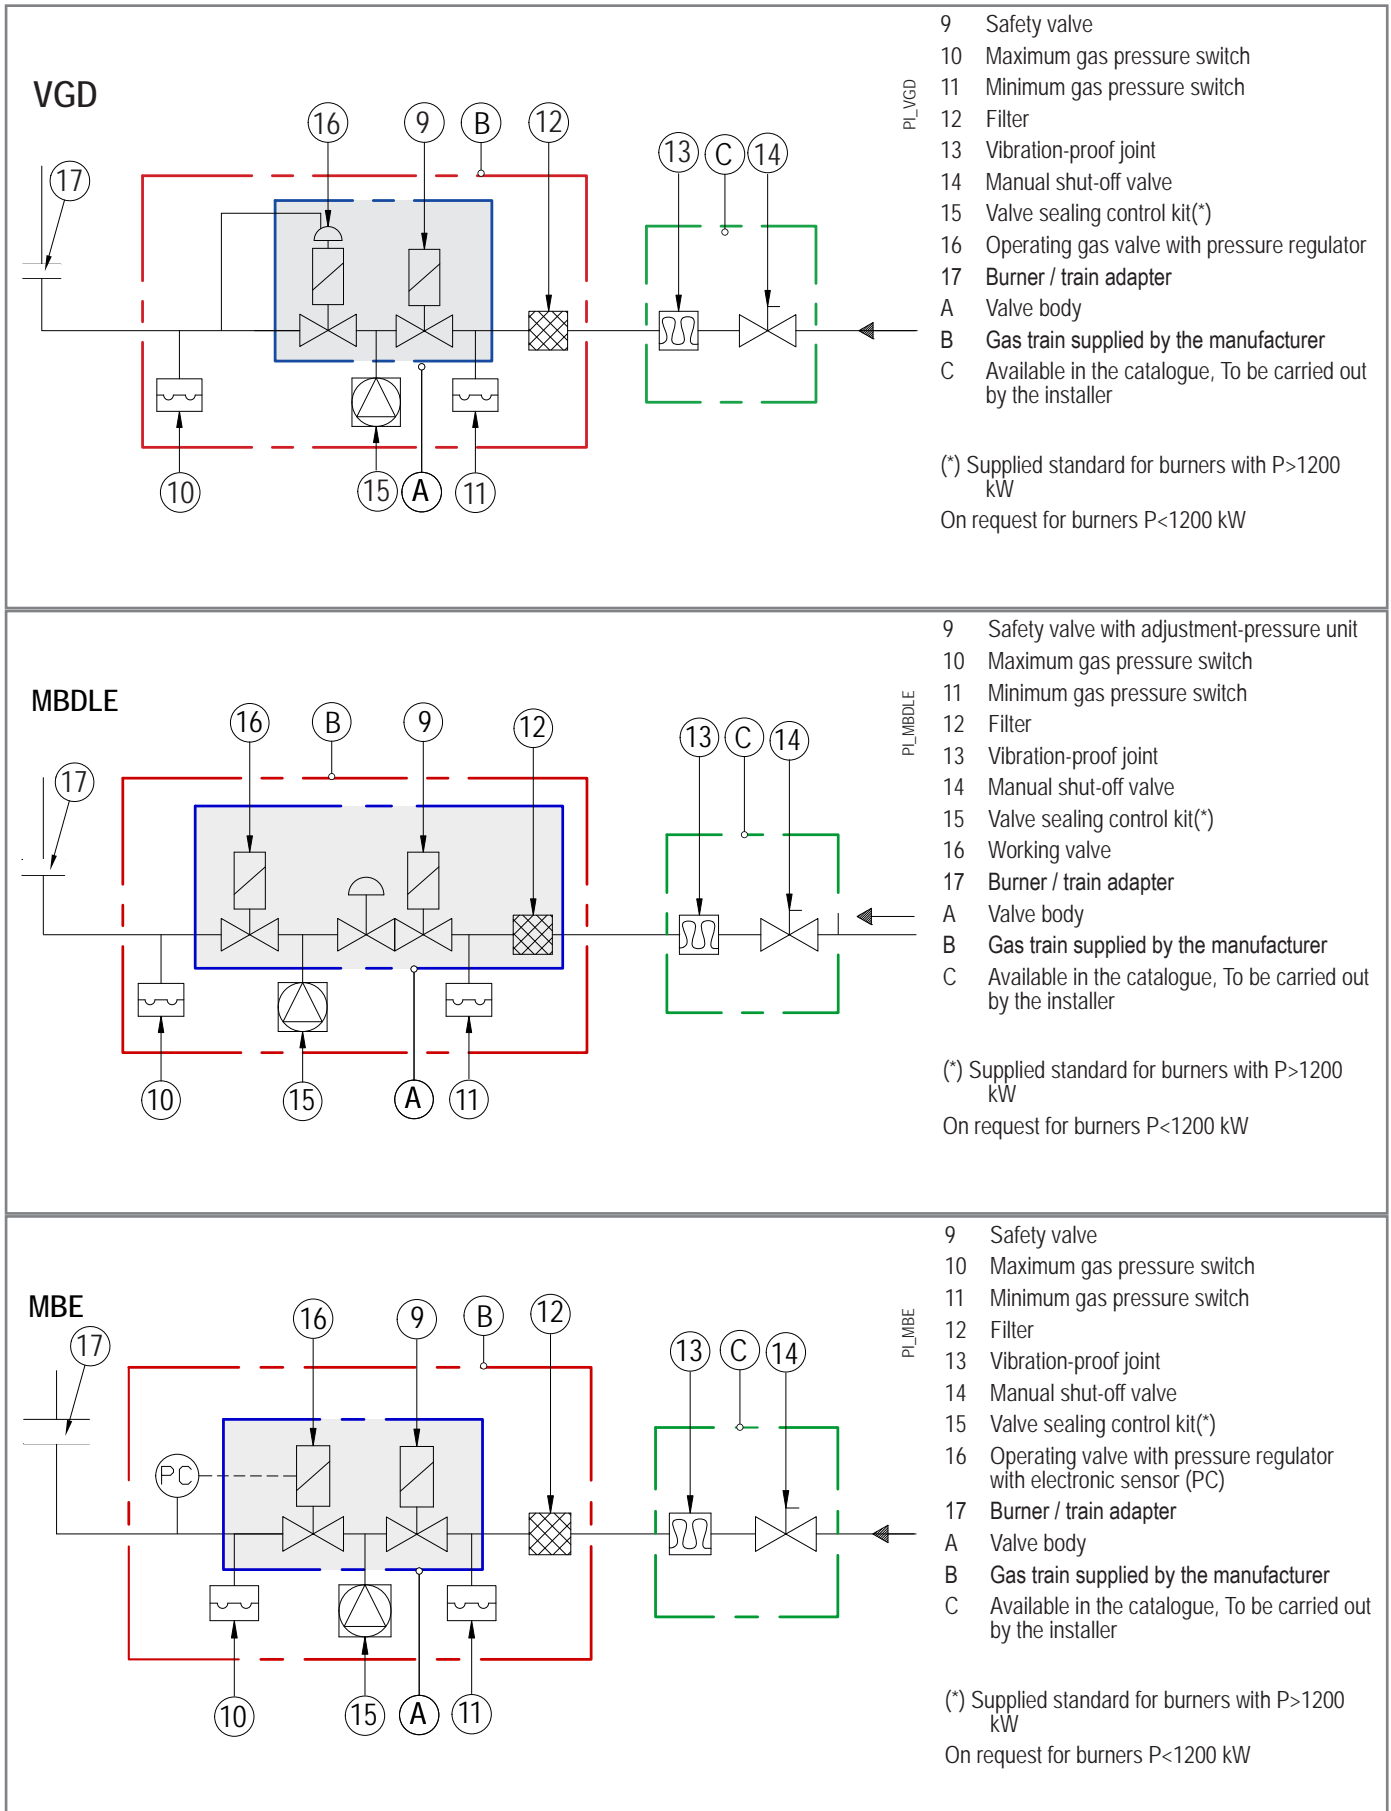 VGD
16
9
B
12
13
C
14
17
10
15
A
11
PI_VGD
9 Safety valve
10 Maximum gas pressure switch
11 Minimum gas pressure switch
12 Filter
13 Vibration-proof joint
14 Manual shut-off valve
15 Valve sealing control kit(*)
16 Operating gas valve with pressure regulator
17 Burner / train adapter
A Valve body
B Gas train supplied by the manufacturer
C Available in the catalogue, To be carried out
by the installer
(*) Supplied standard for burners with P>1200
kW
On request for burners P<1200 kW
MBDLE
16
B
9
12
13
C
14
17
10
15
A
11
PI_MBDLE
9 Safety valve with adjustment-pressure unit
10 Maximum gas pressure switch
11 Minimum gas pressure switch
12 Filter
13 Vibration-proof joint
14 Manual shut-off valve
15 Valve sealing control kit(*)
16 Working valve
17 Burner / train adapter
A Valve body
B Gas train supplied by the manufacturer
C Available in the catalogue, To be carried out
by the installer
(*) Supplied standard for burners with P>1200
kW
On request for burners P<1200 kW
MBE
16
9
B
12
13
C
14
17
PC
10
15
A
11
PI_MBE
9 Safety valve
10 Maximum gas pressure switch
11 Minimum gas pressure switch
12 Filter
13 Vibration-proof joint
14 Manual shut-off valve
15 Valve sealing control kit(*)
16 Operating valve with pressure regulator
with electronic sensor (PC)
17 Burner / train adapter
A Valve body
B Gas train supplied by the manufacturer
C Available in the catalogue, To be carried out
by the installer
(*) Supplied standard for burners with P>1200
kW
On request for burners P<1200 kW